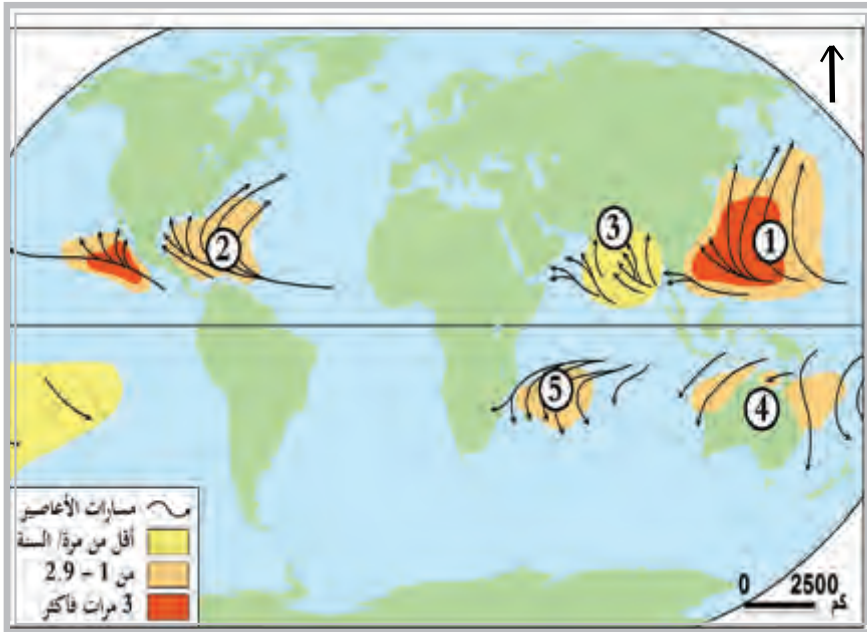 1
2
3
4
5
مسارات الأعاصير
أقل من مرة/ السنة
من 1 - 2.9
3 مرات فأكثر
0 2500
كم